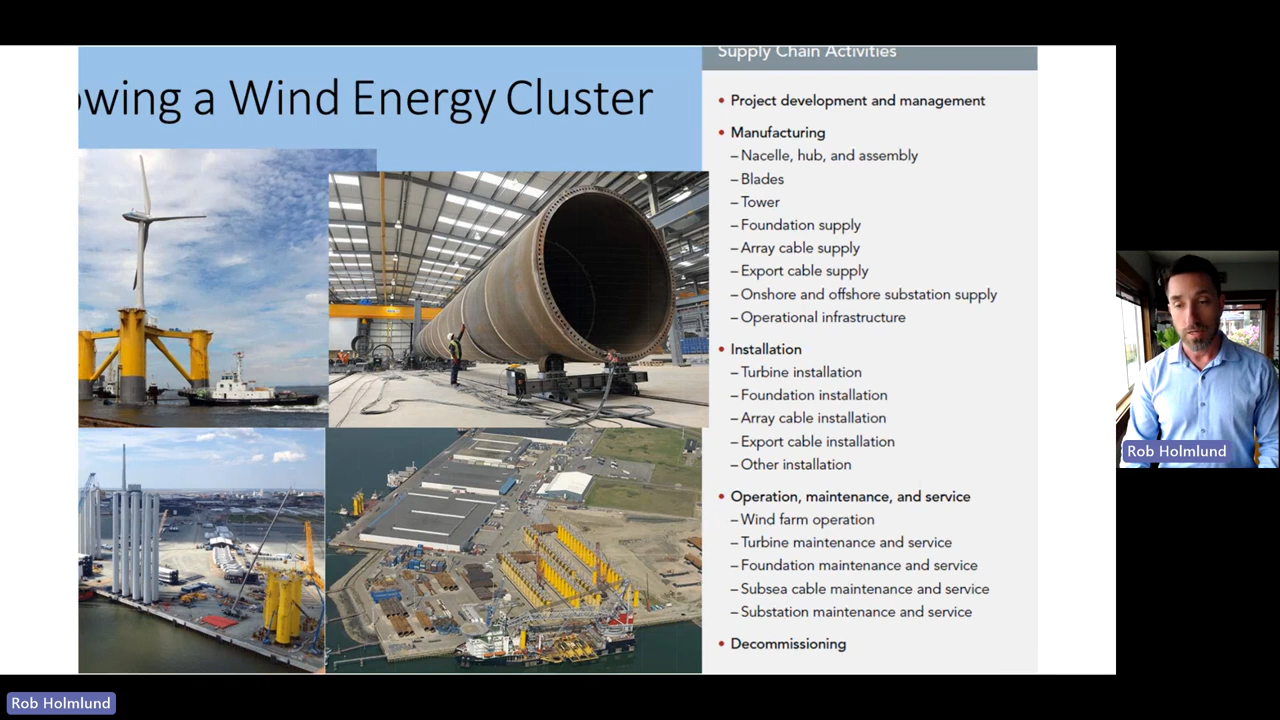 owing a Wind Energy Cluster
Supply Chain Activities
• Project development and management
• Manufacturing
– Nacelle, hub, and assembly
– Blades
– Tower
– Foundation supply
– Array cable supply
– Export cable supply
– Onshore and offshore substation supply
– Operational infrastructure
• Installation
– Turbine installation
– Foundation installation
– Array cable installation
– Export cable installation
– Other installation
• Operation, maintenance, and service
– Wind farm operation
– Turbine maintenance and service
– Foundation maintenance and service
– Subsea cable maintenance and service
– Substation maintenance and service
• Decommissioning
Rob Holmlund
Rob Holmlund